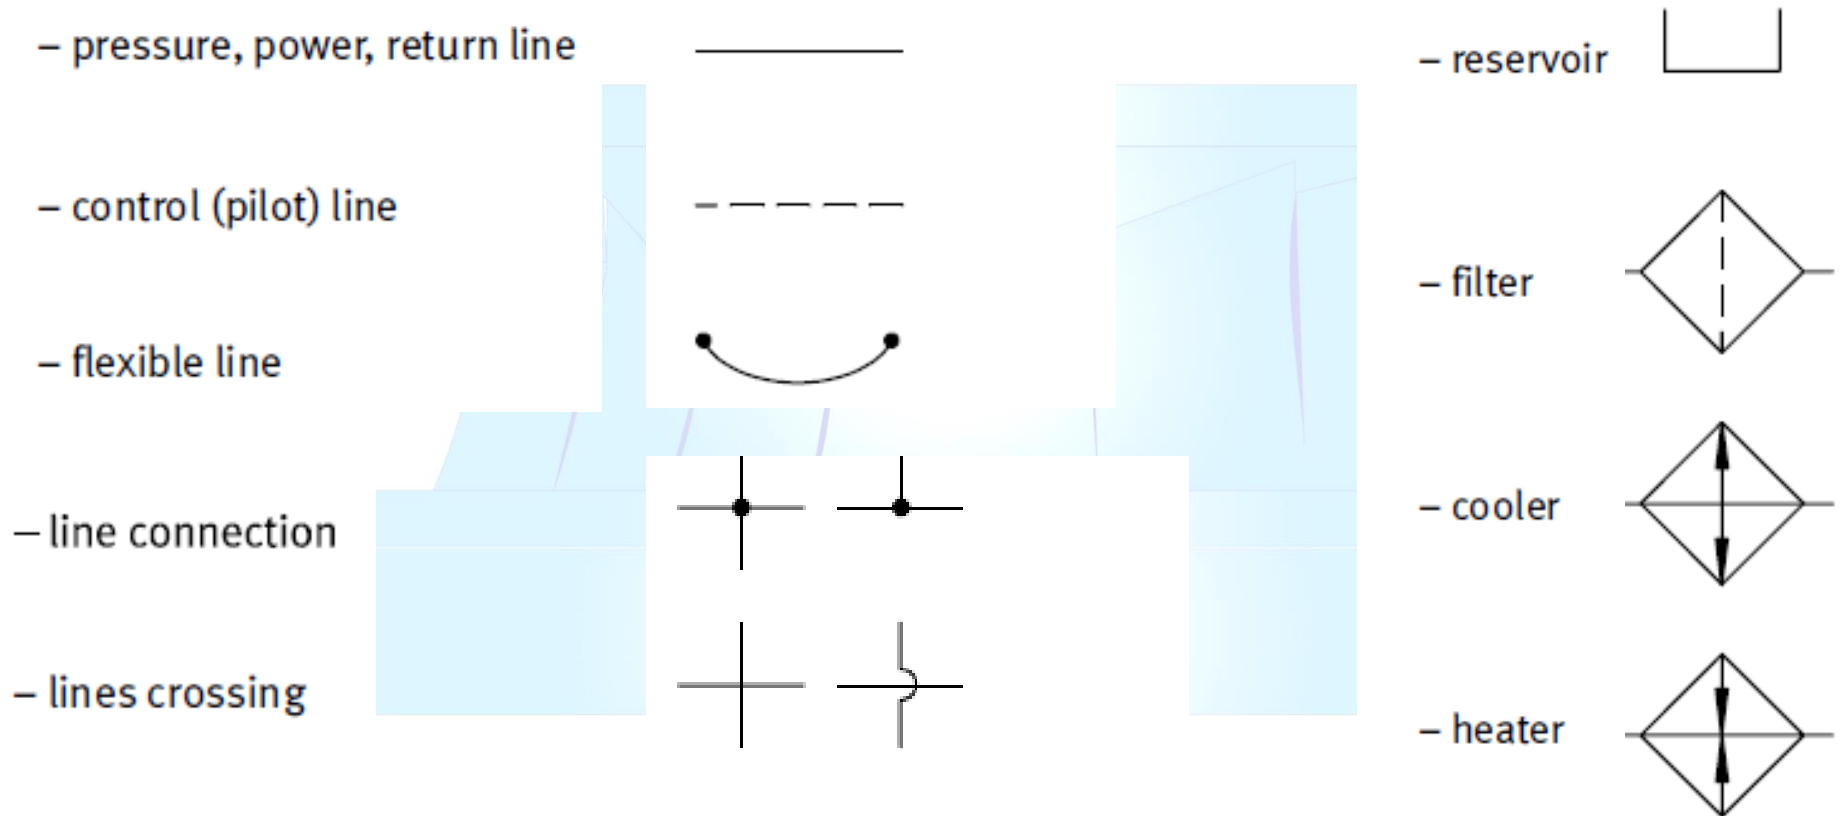 – pressure, power, return line
– control (pilot) line
– flexible line
– line connection
– lines crossing
– reservoir
– filter
– cooler
– heater